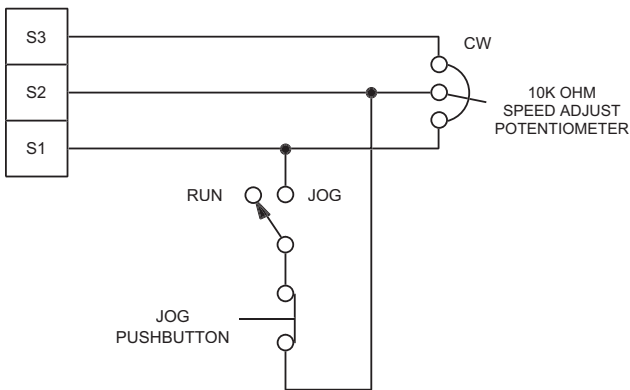 S3
CW
S2
10K OHM
SPEED ADJUST
POTENTIOMETER
S1
RUN
JOG
JOG
PUSHBUTTON